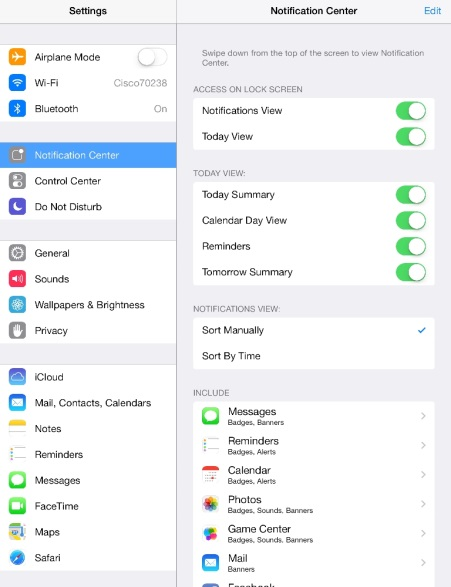 Settings
Airplane Mode
Wi-Fi Cisco70238
Bluetooth On
Notification Center
Control Center
Do Not Disturb
General
Sounds
Wallpapers & Brightness
Privacy
iCloud
Mail, Contacts, Calendars
Notes
Reminders
Messages
FaceTime
Maps
Safari
Notification Center Edit
Swipe down from the top of the screen to view Notification
Center.
ACCESS ON LOCK SCREEN
Notifications View
Today View
TODAY VIEW:
Today Summary
Calendar Day View
Reminders
Tomorrow Summary
NOTIFICATIONS VIEW:
Sort Manually
Sort By Time
INCLUDE
Messages
Badges, Banners
Reminders
Badges, Alerts
Calendar
Badges, Alerts
Photos
Badges, Sounds, Banners
Game Center
Badges, Sounds, Banners
Mail
Banners
Facebook